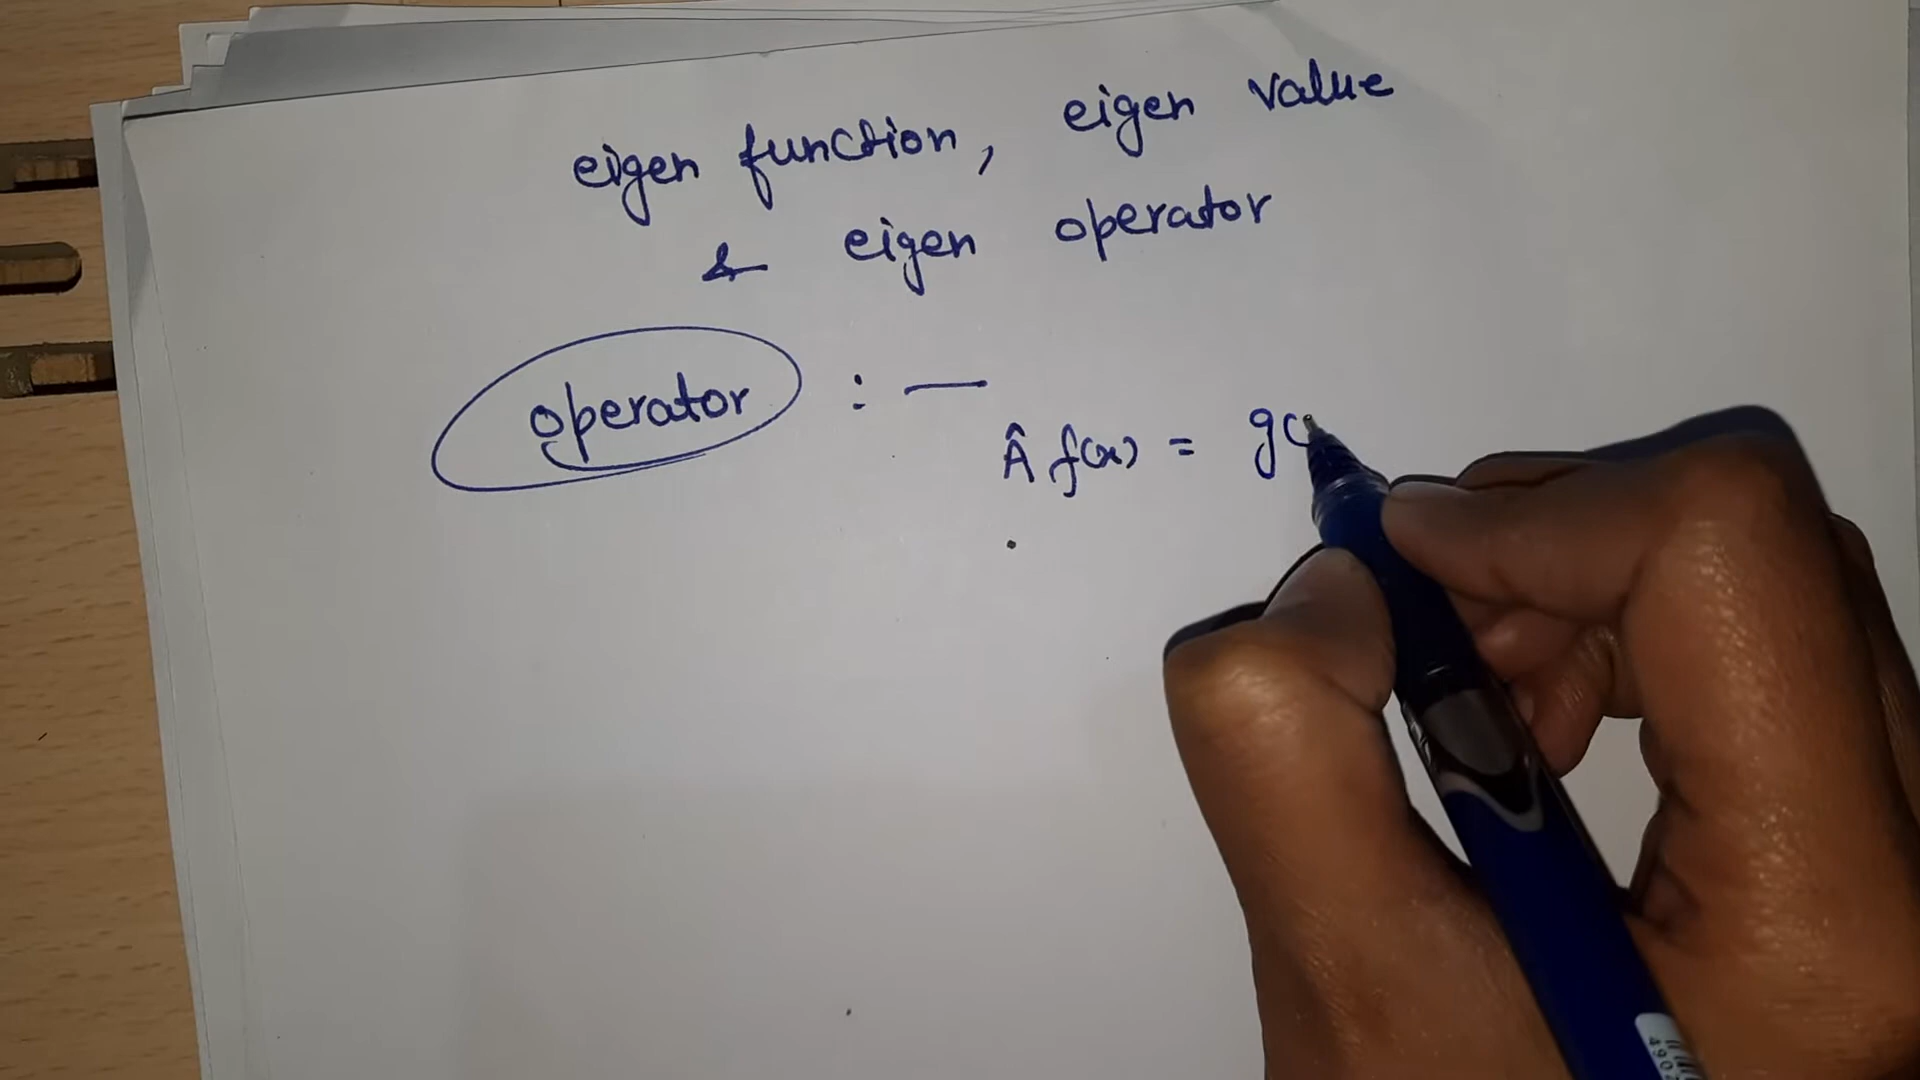 eigen function, eigen value
& eigen operator
operator : —
Â f(x) = g(